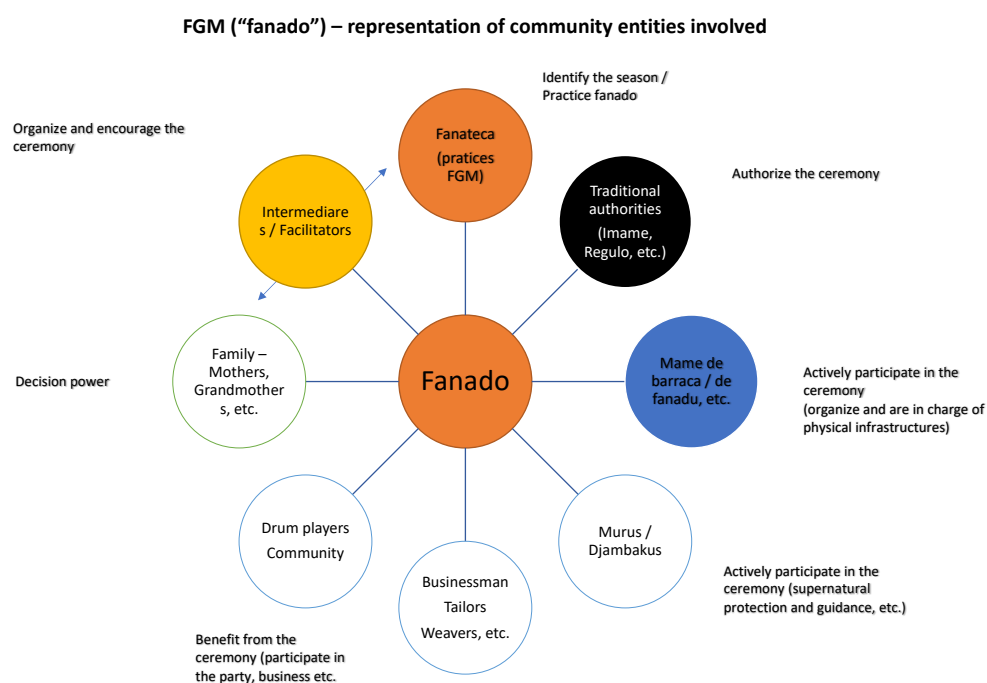 FGM (“fanado”) – representation of community entities involved
Identify the season /
Practice fanado
Organize and encourage the
ceremony
Fanateca
(pratices
FGM)
Authorize the ceremony
Traditional
authorities
(Imame,
Regulo, etc.)
Intermediare
s / Facilitators
Family –
Mothers,
Grandmother
s, etc.
Decision power
Fanado
Mame de
barraca / de
fanadu, etc.
Actively participate in the
ceremony
(organize and are in charge of
physical infrastructures)
Drum players
Community
Murus /
Djambakus
Businessman
Tailors
Weavers, etc.
Actively participate in the
ceremony (supernatural
protection and guidance, etc.)
Benefit from the
ceremony (participate in
the party, business etc.